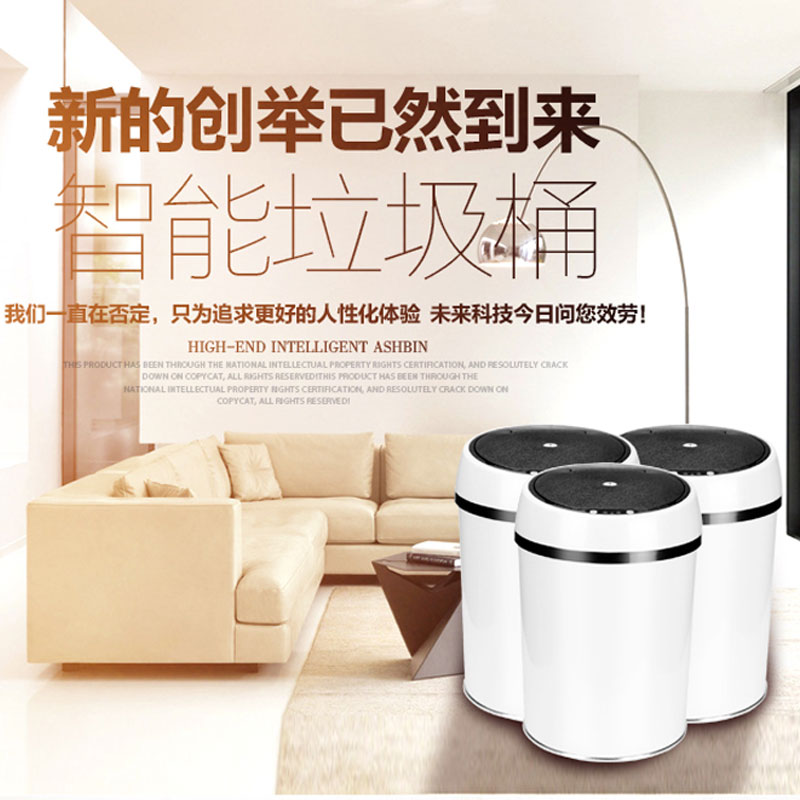 新的创举已然到来
智能垃圾桶
我们一直在否定，只为追求更好的人性化体验 未来科技今日问您效劳！
HIGH-END INTELLIGENT ASHBIN
THIS PRODUCT HAS BEEN THROUGH THE NATIONAL INTELLECTUAL PROPERTY RIGHTS CERTIFICATION, AND RESOLUTELY CRACK
DOWN ON COPYCAT, ALL RIGHTS RESERVED!THIS PRODUCT HAS BEEN THROUGH THE
NATIONAL INTELLECTUAL PROPERTY RIGHTS CERTIFICATION, AND RESOLUTELY CRACK DOWN ON
COPYCAT, ALL RIGHTS RESERVED!